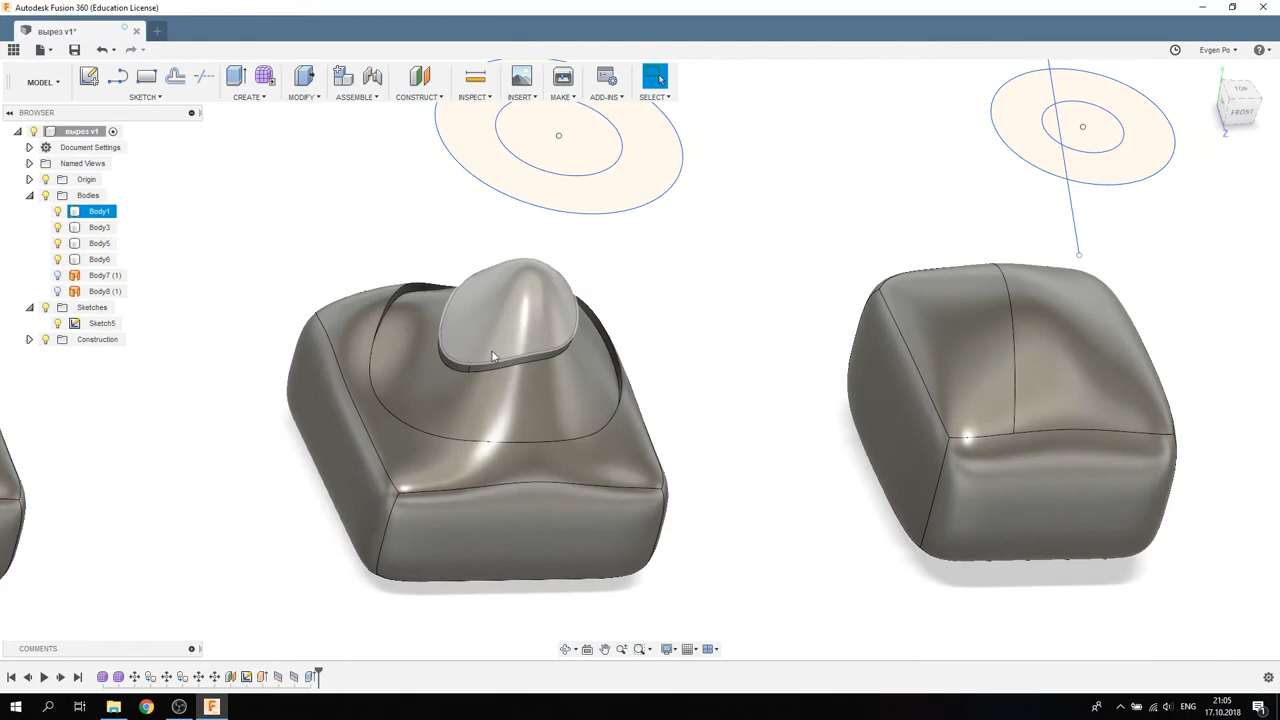 Autodesk Fusion 360 (Education License)
вырез v1*
Evgen Po
MODEL
SKETCH
CREATE
MODIFY
ASSEMBLE
CONSTRUCT
INSPECT
INSERT
MAKE
ADD-INS
SELECT
BROWSER
вырез v1
Document Settings
Named Views
Origin
Bodies
Body1
Body3
Body5
Body6
Body7 (1)
Body8 (1)
Sketches
Sketch5
Construction
TOP
FRONT
Y
Z
COMMENTS
ENG
21:05
17.10.2018
1